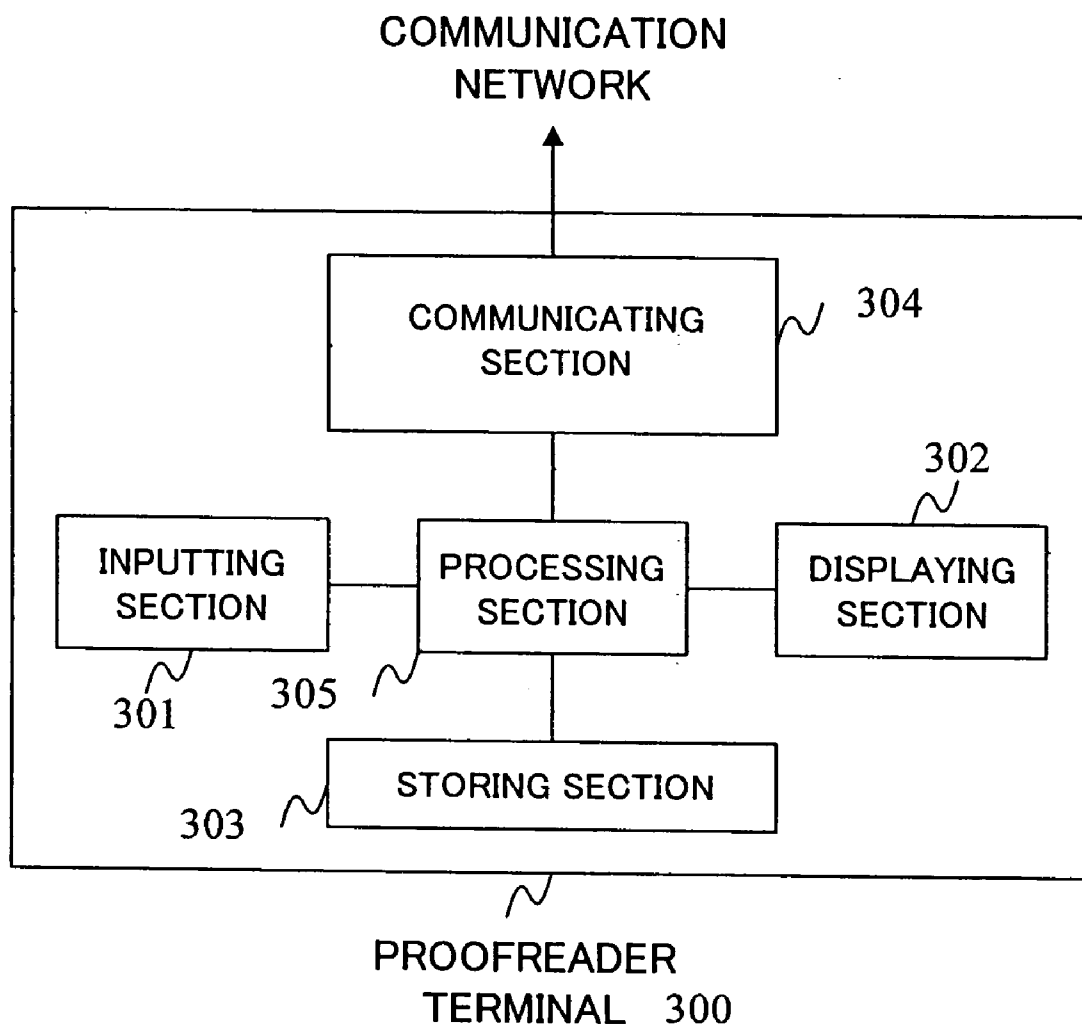 COMMUNICATION
NETWORK
COMMUNICATING
SECTION
304
302
INPUTTING
SECTION
PROCESSING
SECTION
DISPLAYING
SECTION
301
305
STORING SECTION
303
PROOFREADER
TERMINAL 300